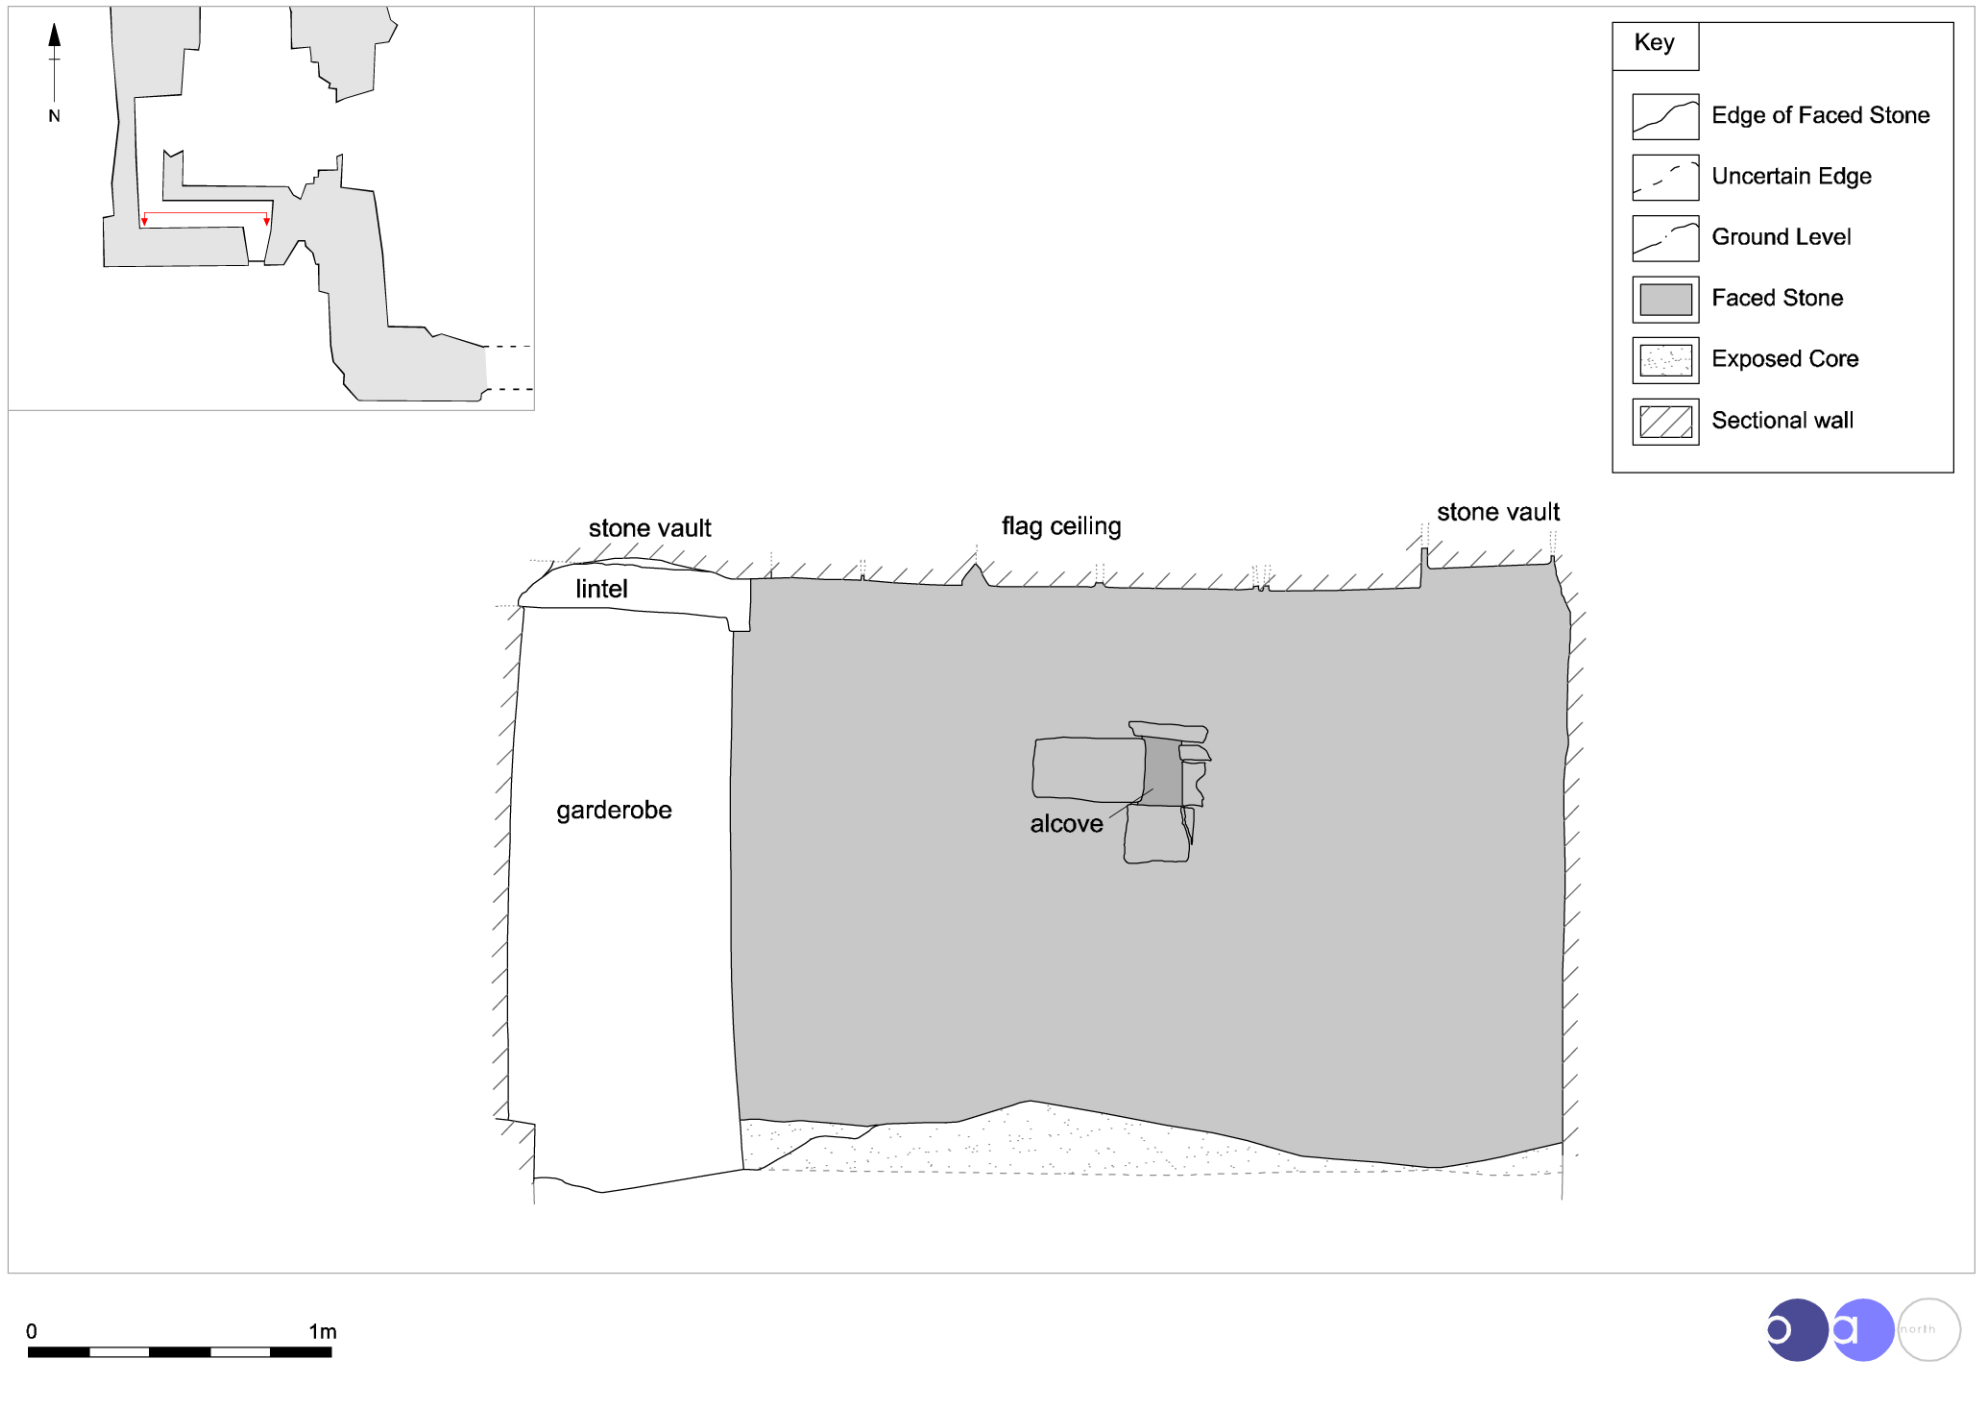 N
Key
Edge of Faced Stone
Uncertain Edge
Ground Level
Faced Stone
Exposed Core
Sectional wall
stone vault
flag ceiling
stone vault
lintel
garderobe
alcove
0 1m
o a north